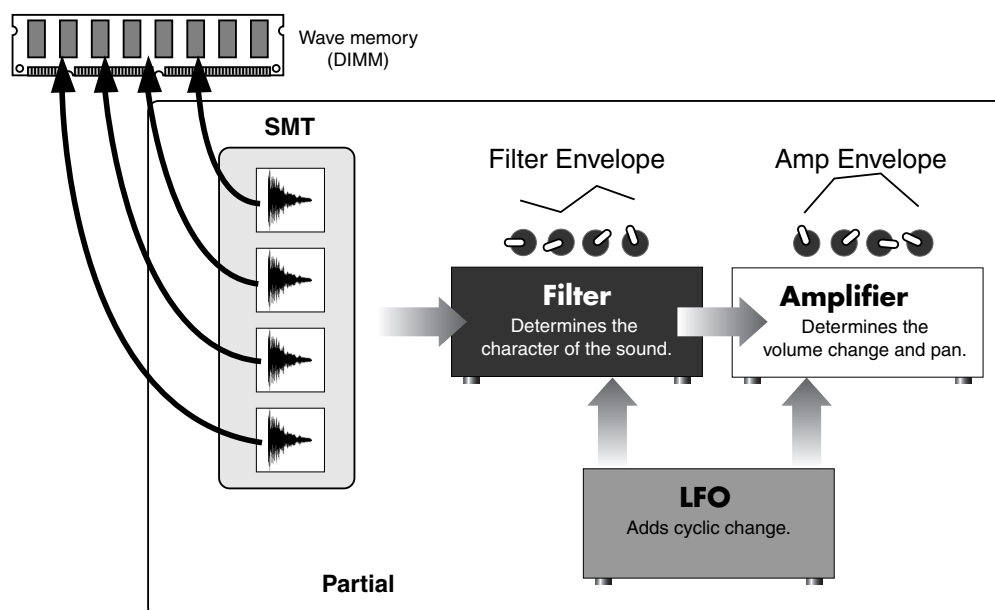 Wave memory
(DIMM)
SMT
Filter Envelope
Amp Envelope
Filter
Determines the
character of the sound.
Amplifier
Determines the
volume change and pan.
LFO
Adds cyclic change.
Partial